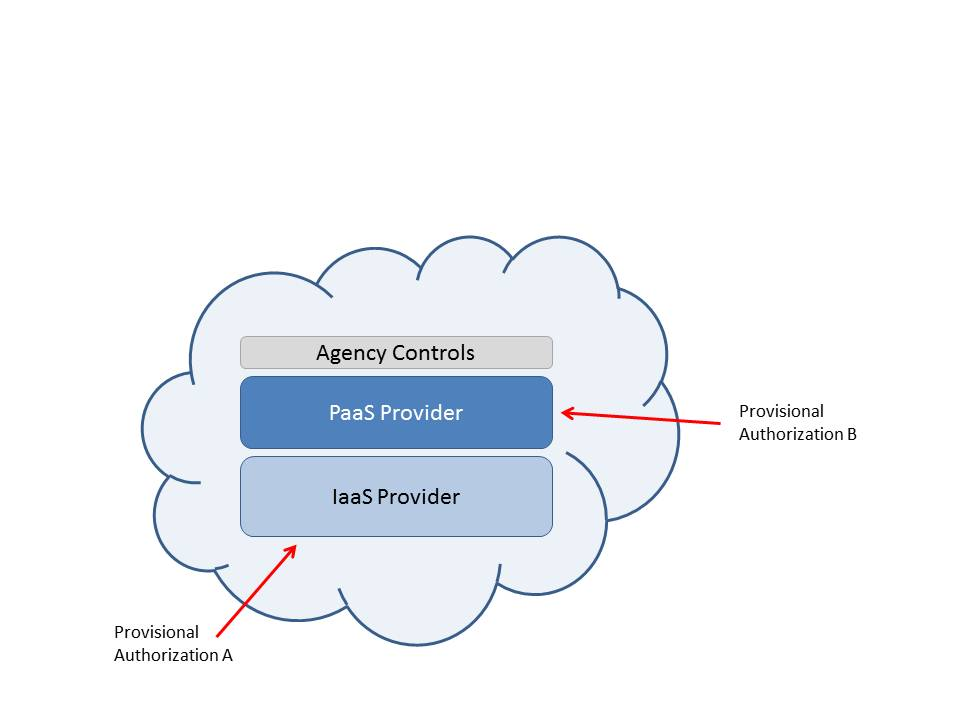 Agency Controls
PaaS Provider
Provisional
Authorization B
IaaS Provider
Provisional
Authorization A